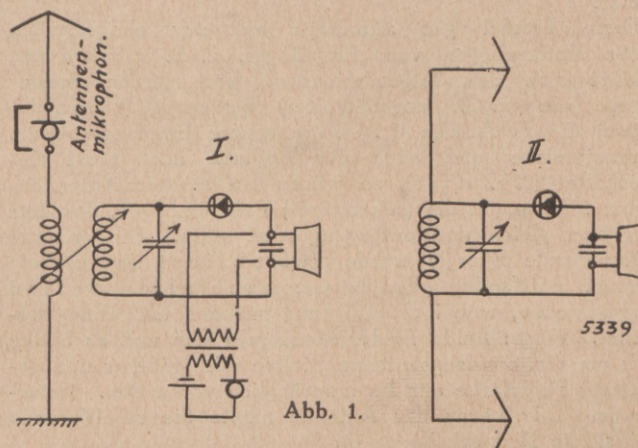 Antennen-
mikrophon.
I.
II.
5339
Abb. 1.